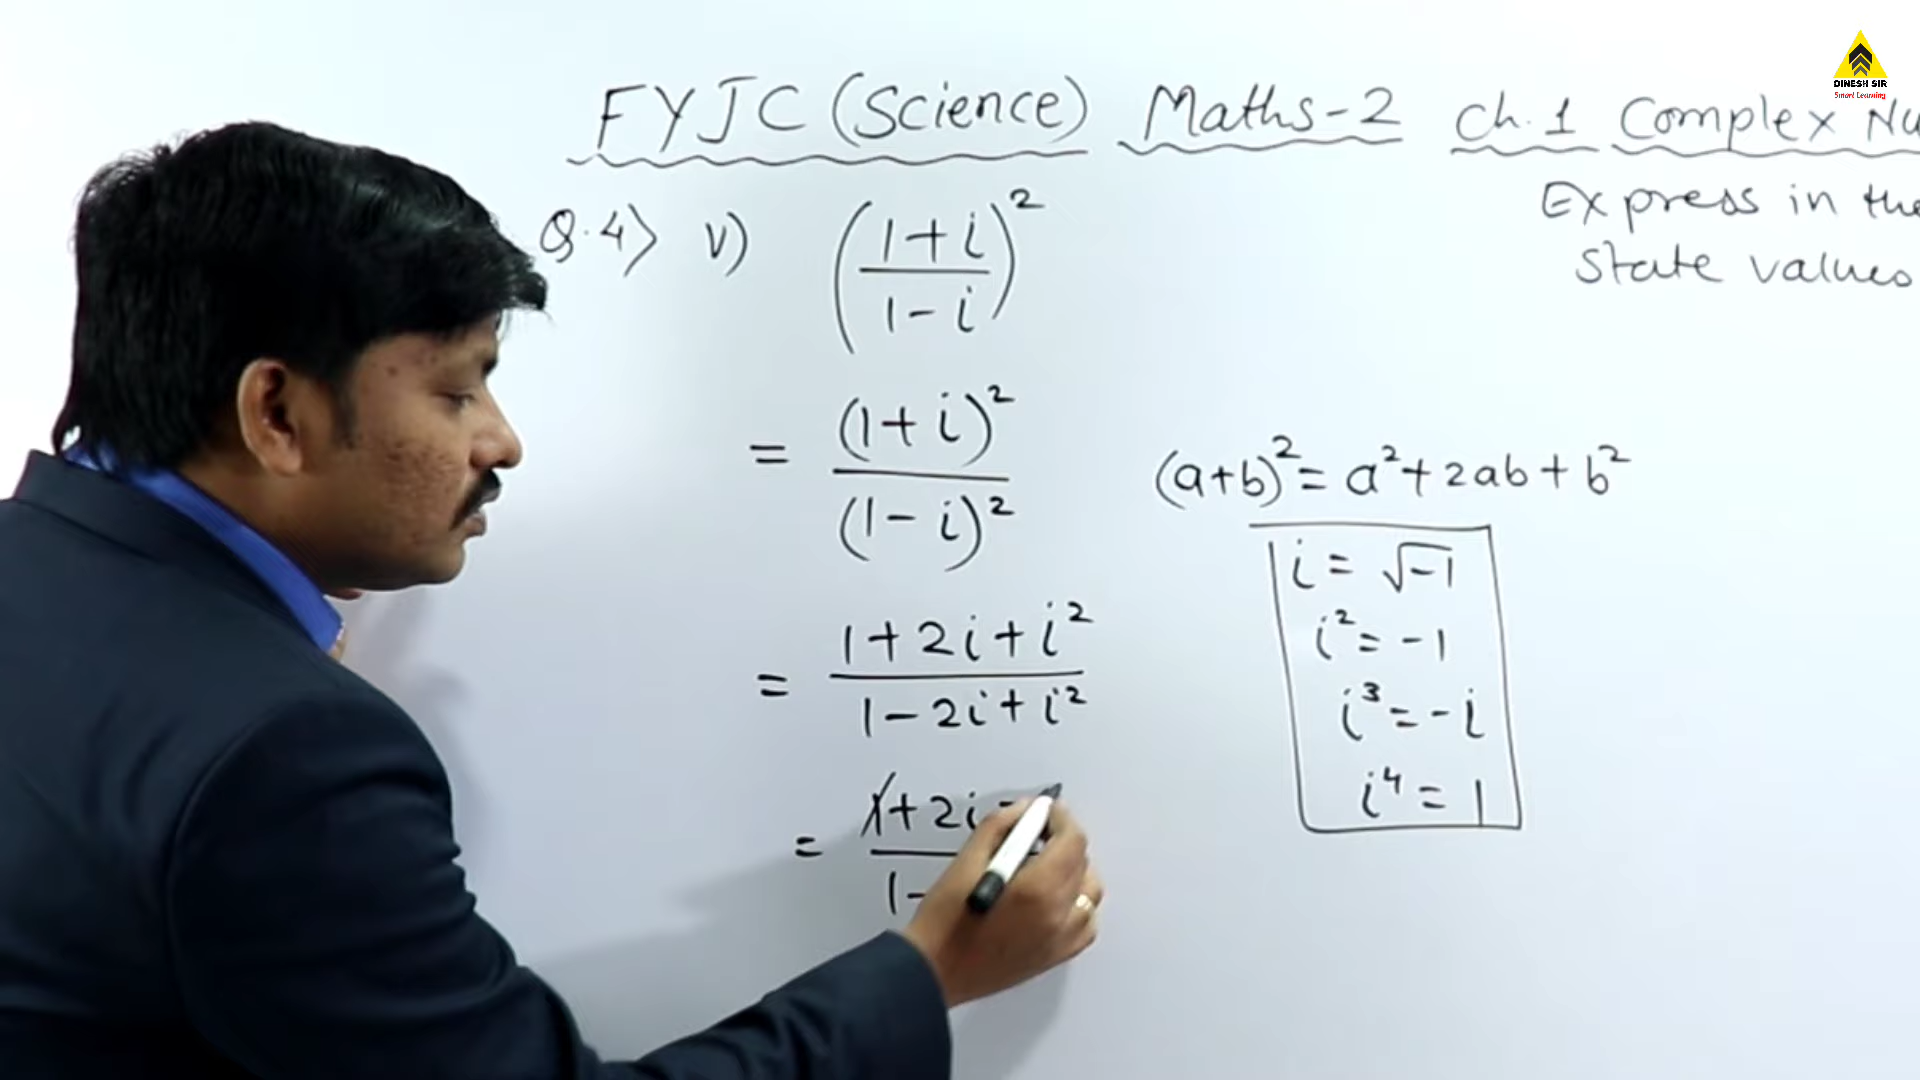 DINESH SIR
Smart Learning
FYJC (Science) Maths-2 Ch.1 Complex Nu
Express in the
state values
Q.4> v) ((1+i)/(1-i))²
= (1+i)²/(1-i)²
(a+b)² = a²+2ab+b²
i = √-1
i² = -1
i³ = -i
i⁴ = 1
= (1+2i+i²)/(1-2i+i²)
= 1+2i
1-